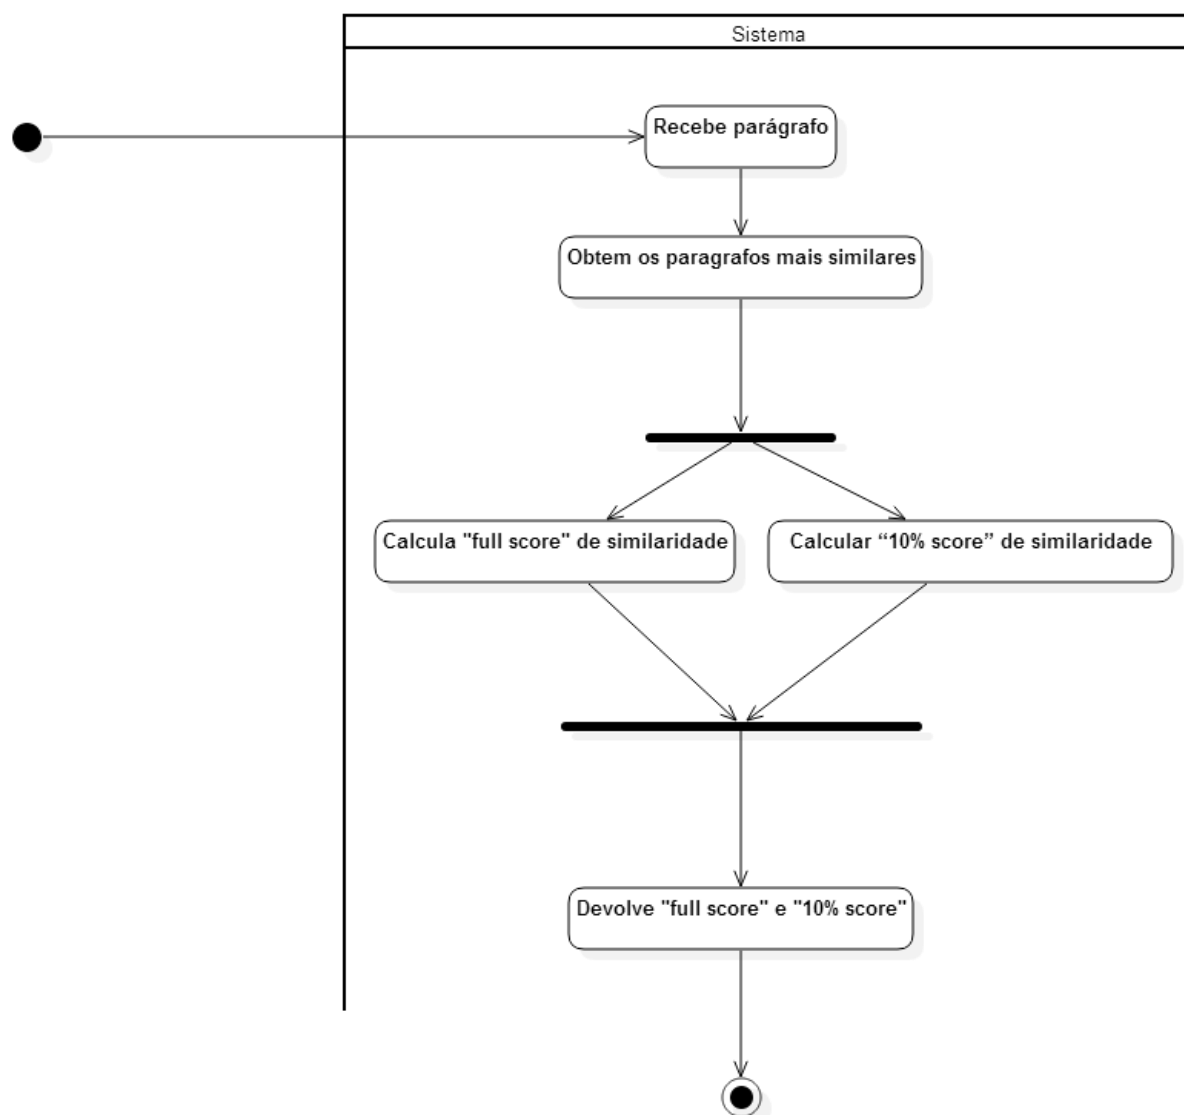 Sistema
Recebe parágrafo
Obtem os paragrafos mais similares
Calcula "full score" de similaridade
Calcular “10% score” de similaridade
Devolve "full score" e "10% score"